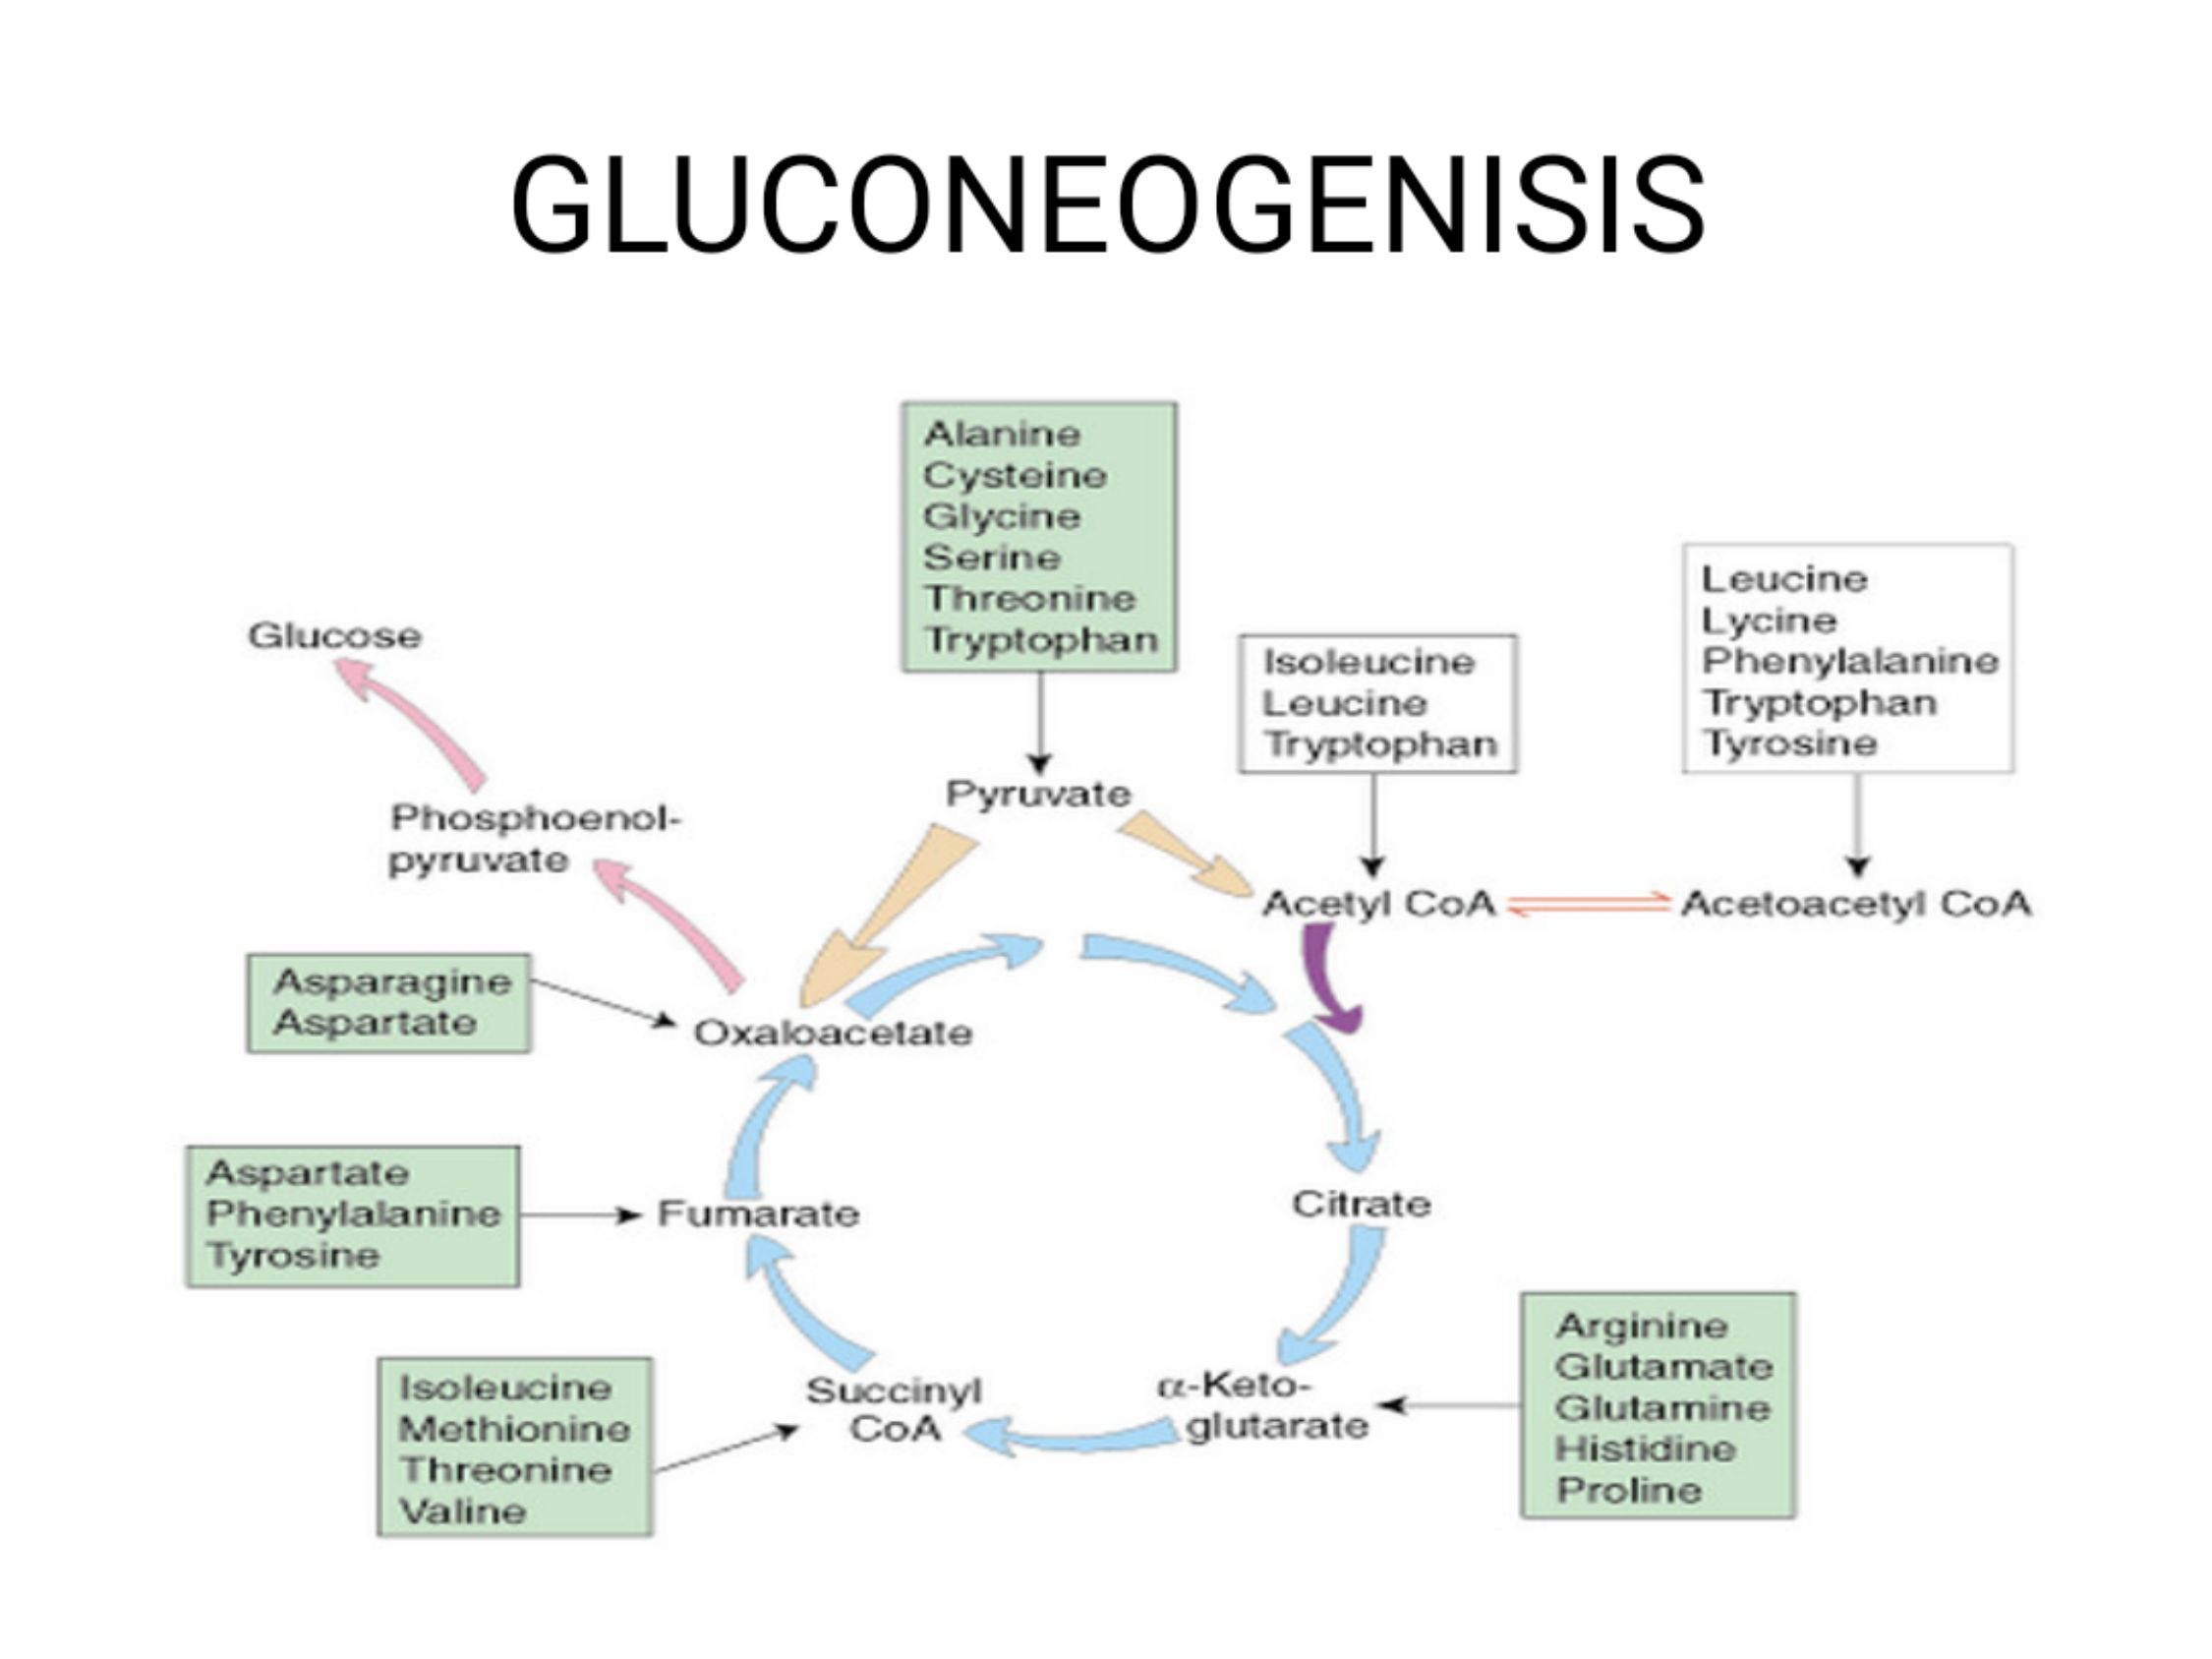 GLUCONEOGENISIS
Alanine
Cysteine
Glycine
Serine
Threonine
Tryptophan
Leucine
Lycine
Phenylalanine
Tryptophan
Tyrosine
Isoleucine
Leucine
Tryptophan
Glucose
Pyruvate
Phosphoenol-
pyruvate
Acetyl CoA
Acetoacetyl CoA
Asparagine
Aspartate
Oxaloacetate
Aspartate
Phenylalanine
Tyrosine
Fumarate
Citrate
Isoleucine
Methionine
Threonine
Valine
Succinyl
CoA
α-Keto-
glutarate
Arginine
Glutamate
Glutamine
Histidine
Proline